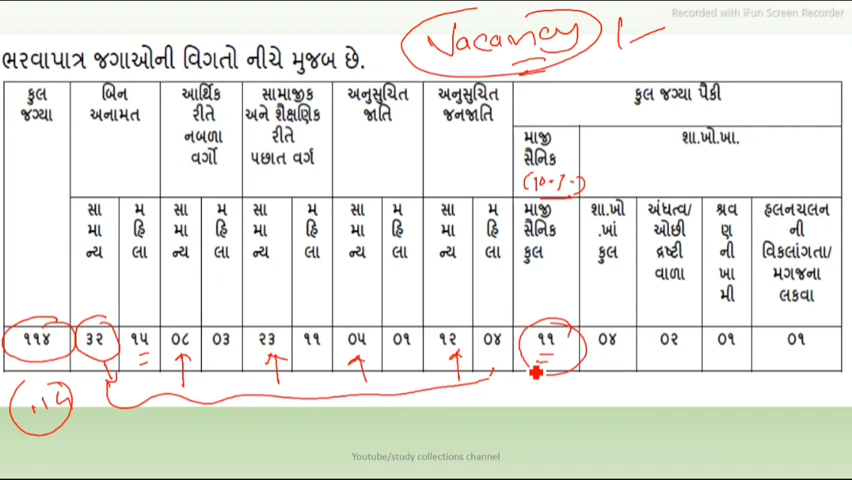 Recorded with iFun Screen Recorder
Vacancy :-
ભરવાપાત્ર જગાઓની વિગતો નીચે મુજબ છે.
કુલ જગ્યા બિન અનામત આર્થિક રીતે નબળા વર્ગો સામાજીક અને શૈક્ષણિક રીતે પછાત વર્ગ અનુસુચિત જાતિ અનુસુચિત જનજાતિ કુલ જગ્યા પૈકી
માજી સૈનિક (10%) શા.ખો.ખા.
સામાન્ય મહિલા સામાન્ય મહિલા સામાન્ય મહિલા સામાન્ય મહિલા સામાન્ય મહિલા માજી સૈનિક કુલ શા.ખો.ખાં કુલ અંધત્વ/ઓછી દ્રષ્ટી વાળા શ્રવણની ખામી હલનચલનની વિકલાંગતા/મગજના લકવા
૧૧૪ ૩૨ ૧૫ ૦૮ ૦૩ ૨૩ ૧૧ ૦૫ ૦૧ ૧૨ ૦૪ ૧૧ ૦૪ ૦૨ ૦૧ ૦૧
114
Youtube/study collections channel